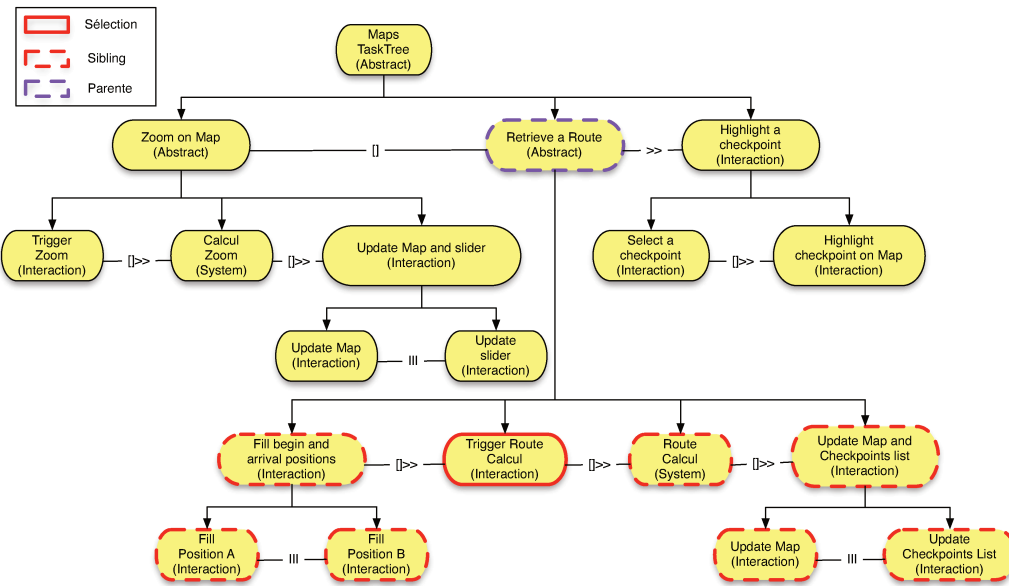 Sélection
Sibling
Parente
Maps
TaskTree
(Abstract)
Zoom on Map
(Abstract)
[]
Retrieve a Route
(Abstract)
>>
Highlight a
checkpoint
(Interaction)
Trigger
Zoom
(Interaction)
[]>>
Calcul
Zoom
(System)
[]>>
Update Map and slider
(Interaction)
Select a
checkpoint
(Interaction)
[]>>
Highlight
checkpoint on Map
(Interaction)
Update Map
(Interaction)
III
Update
slider
(Interaction)
Fill begin and
arrival positions
(Interaction)
[]>>
Trigger Route
Calcul
(Interaction)
[]>>
Route
Calcul
(System)
[]>>
Update Map and
Checkpoints list
(Interaction)
Fill
Position A
(Interaction)
III
Fill
Position B
(Interaction)
Update Map
(Interaction)
III
Update
Checkpoints List
(Interaction)